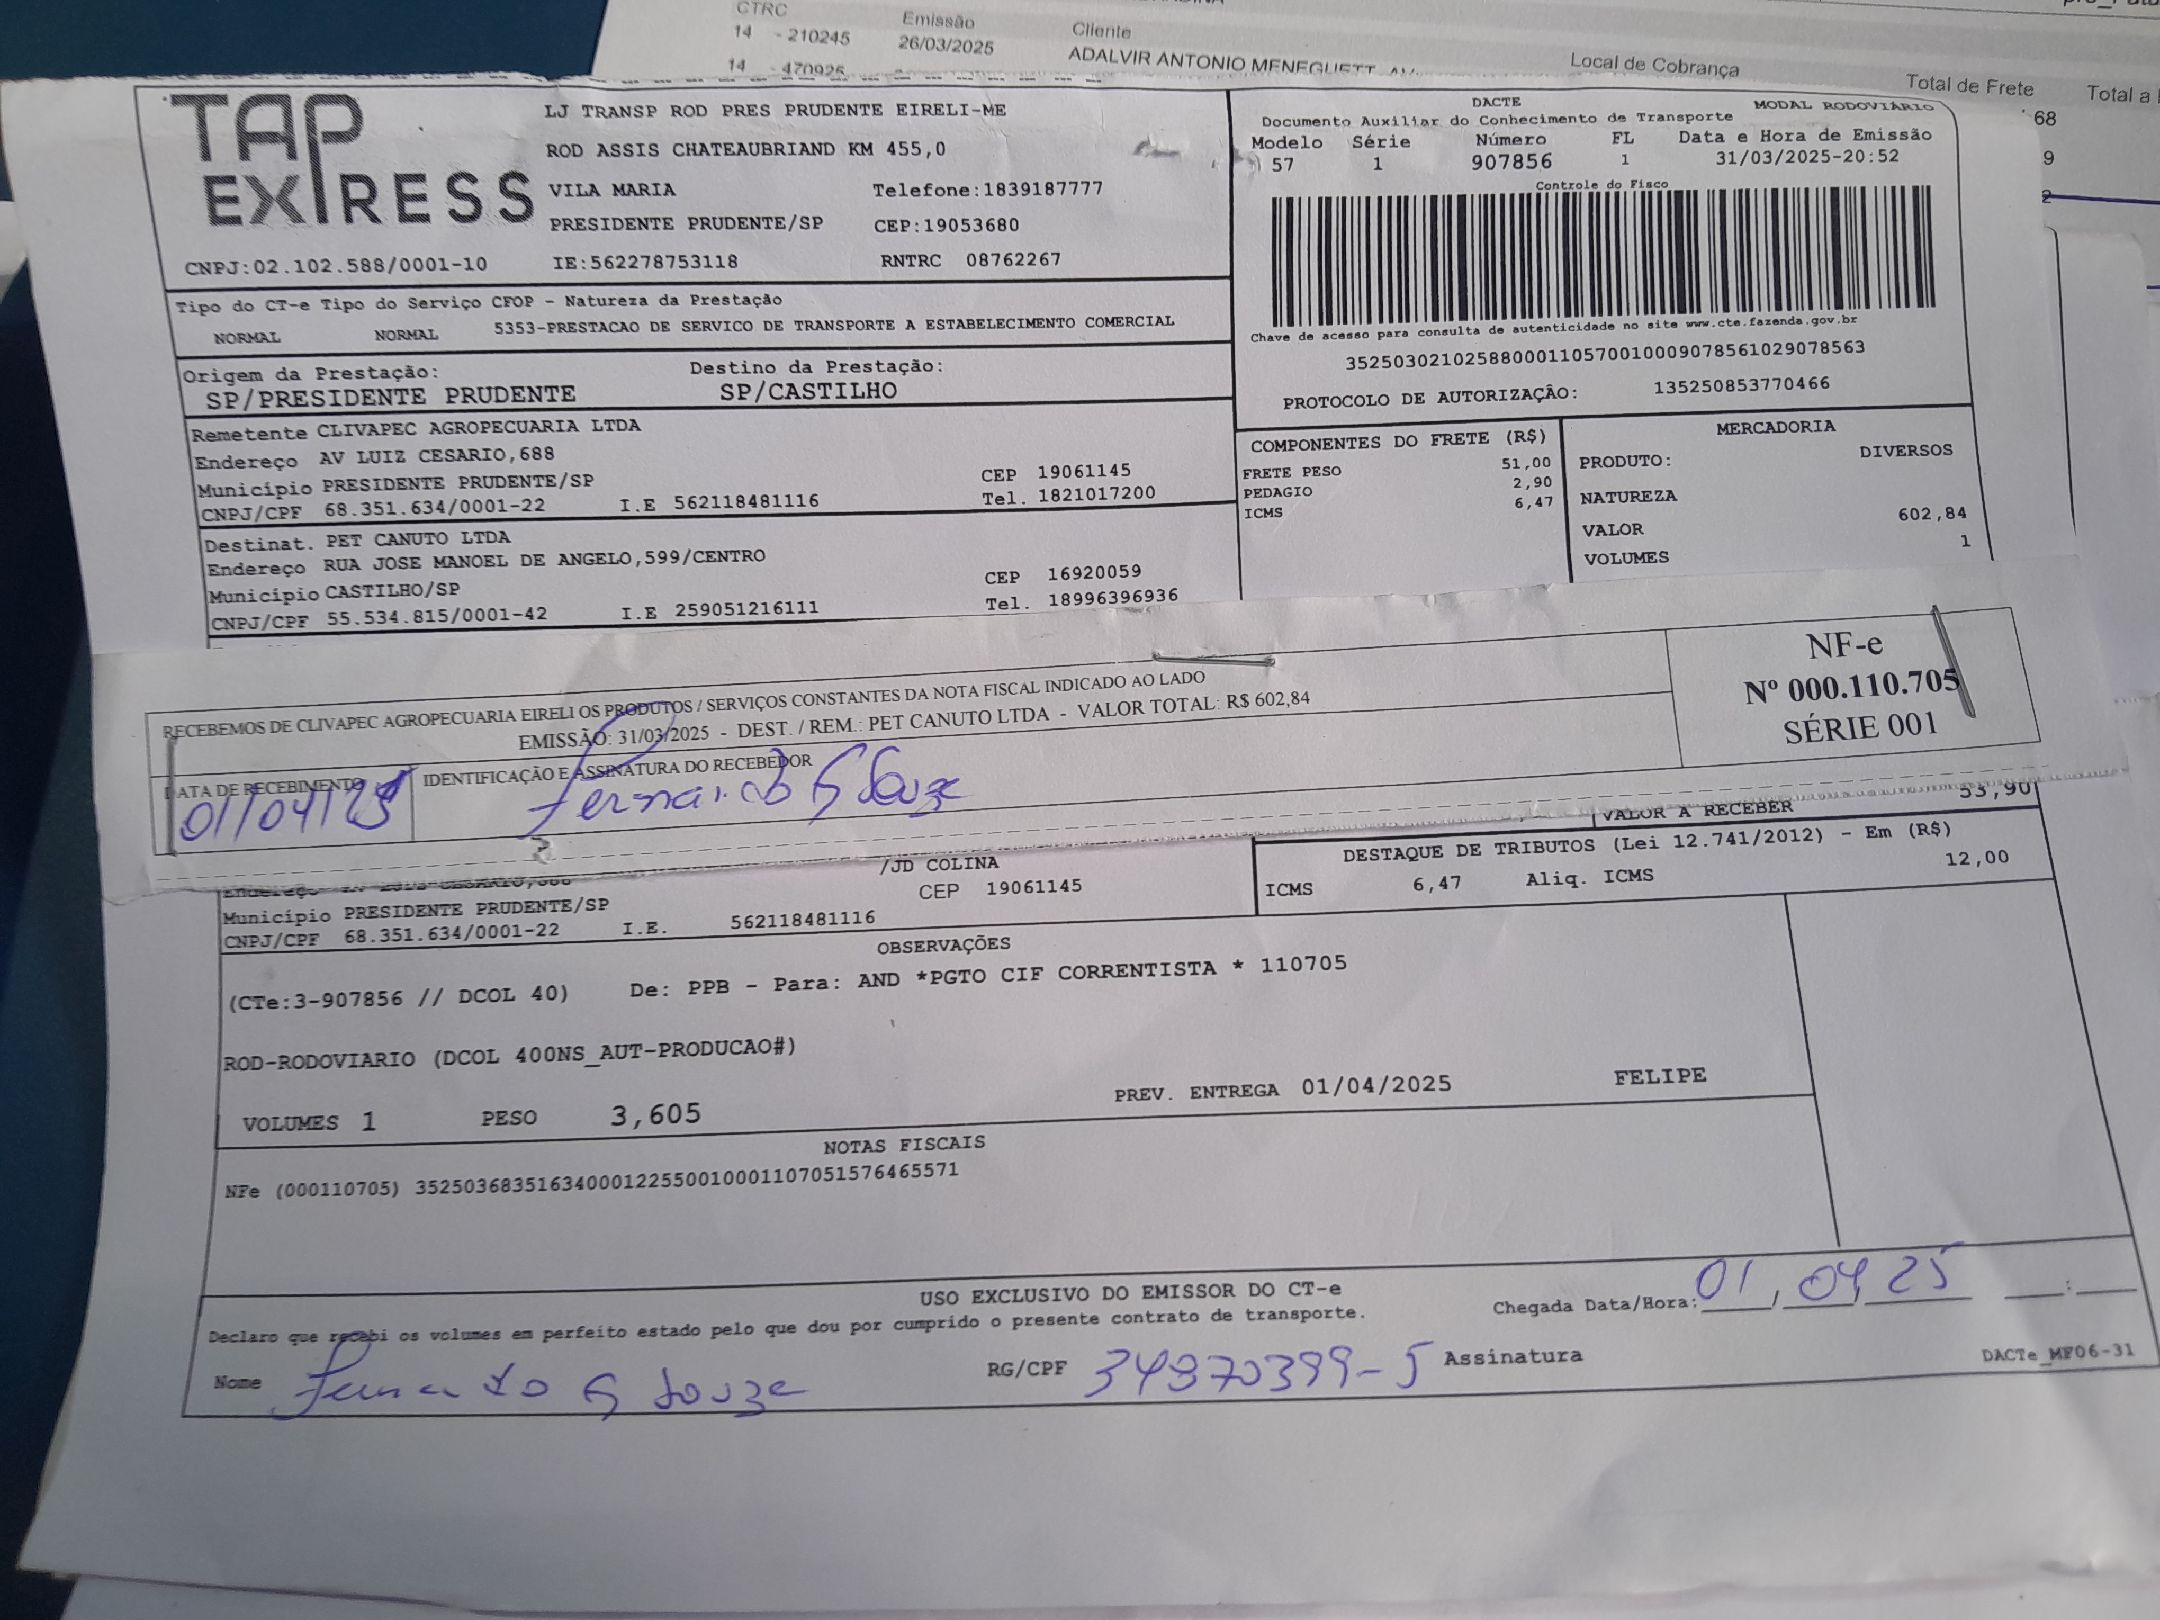 CTRC Emissão Cliente Local de Cobrança Total de Frete Total a
14 - 210245 26/03/2025 ADALVIR ANTONIO MENEGUETT
14 - 470926
68
9
TAP EXPRESS
LJ TRANSP ROD PRES PRUDENTE EIRELI-ME
ROD ASSIS CHATEAUBRIAND KM 455,0
VILA MARIA Telefone:1839187777
PRESIDENTE PRUDENTE/SP CEP:19053680
CNPJ:02.102.588/0001-10 IE:562278753118 RNTRC 08762267
DACTE MODAL RODOVIÁRIO
Documento Auxiliar do Conhecimento de Transporte
Modelo Série Número FL Data e Hora de Emissão
57 1 907856 1 31/03/2025-20:52
Controle do Fisco
Chave de acesso para consulta de autenticidade no site www.cte.fazenda.gov.br
35250302102588000110570010009078561029078563
PROTOCOLO DE AUTORIZAÇÃO: 135250853770466
Tipo do CT-e Tipo do Serviço CFOP - Natureza da Prestação
NORMAL NORMAL 5353-PRESTACAO DE SERVICO DE TRANSPORTE A ESTABELECIMENTO COMERCIAL
Origem da Prestação: Destino da Prestação:
SP/PRESIDENTE PRUDENTE SP/CASTILHO
Remetente CLIVAPEC AGROPECUARIA LTDA
Endereço AV LUIZ CESARIO,688
Município PRESIDENTE PRUDENTE/SP CEP 19061145
CNPJ/CPF 68.351.634/0001-22 I.E 562118481116 Tel. 1821017200
Destinat. PET CANUTO LTDA
Endereço RUA JOSE MANOEL DE ANGELO,599/CENTRO
Município CASTILHO/SP CEP 16920059
CNPJ/CPF 55.534.815/0001-42 I.E 259051216111 Tel. 18996396936
COMPONENTES DO FRETE (R$)
FRETE PESO 51,00
PEDAGIO 2,90
ICMS 6,47
MERCADORIA
PRODUTO: DIVERSOS
NATUREZA
VALOR 602,84
VOLUMES 1
RECEBEMOS DE CLIVAPEC AGROPECUARIA EIRELI OS PRODUTOS / SERVIÇOS CONSTANTES DA NOTA FISCAL INDICADO AO LADO
EMISSÃO: 31/03/2025 - DEST. / REM.: PET CANUTO LTDA - VALOR TOTAL: R$ 602,84
DATA DE RECEBIMENTO IDENTIFICAÇÃO E ASSINATURA DO RECEBEDOR
01/04/25 Fernando G Souza
NF-e
Nº 000.110.705
SÉRIE 001
VALOR A RECEBER 53,90
DESTAQUE DE TRIBUTOS (Lei 12.741/2012) - Em (R$)
ICMS 6,47 Aliq. ICMS 12,00
/JD COLINA
Município PRESIDENTE PRUDENTE/SP CEP 19061145
CNPJ/CPF 68.351.634/0001-22 I.E. 562118481116
OBSERVAÇÕES
(CTe:3-907856 // DCOL 40) De: PPB - Para: AND *PGTO CIF CORRENTISTA * 110705
ROD-RODOVIARIO (DCOL 400NS_AUT-PRODUCAO#)
PREV. ENTREGA 01/04/2025 FELIPE
VOLUMES 1 PESO 3,605
NOTAS FISCAIS
NFe (000110705) 35250368351634000122550010001107051576465571
USO EXCLUSIVO DO EMISSOR DO CT-e
Declaro que recebi os volumes em perfeito estado pelo que dou por cumprido o presente contrato de transporte.
Chegada Data/Hora: 01, 04, 25 :
Nome Fernando G Souza RG/CPF 34870399-5 Assinatura
DACTe_MF06-31